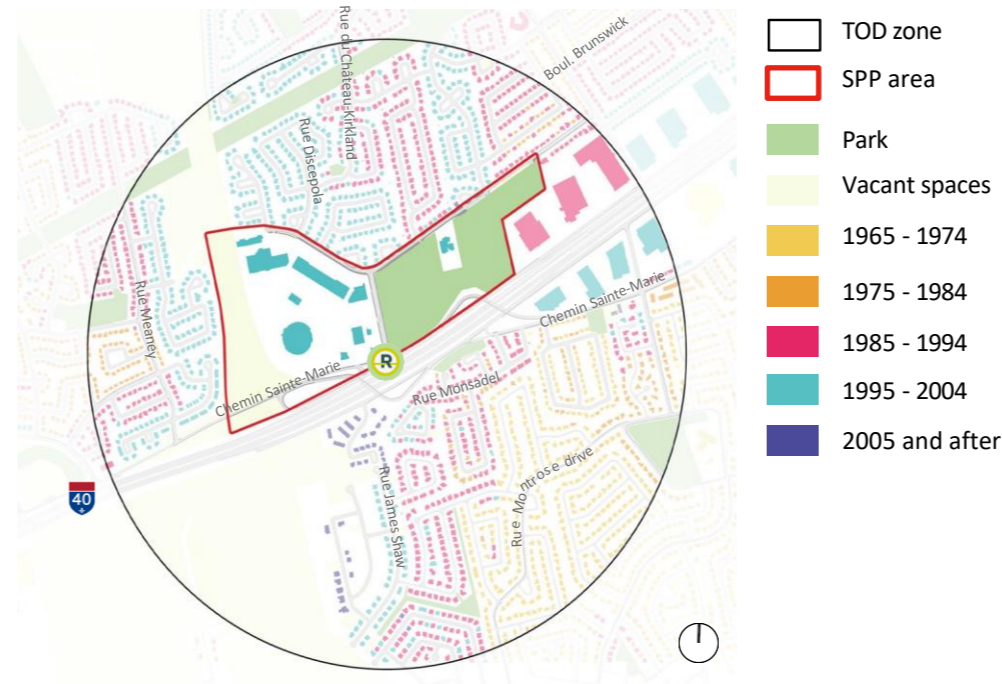 Rue du Château-Kirkland
Boul. Brunswick
Rue Discepola
Rue Meaney
Chemin Sainte-Marie
Chemin Sainte-Marie
R
Rue Monsadel
Rue Montrose drive
Rue James Shaw
40
TOD zone
SPP area
Park
Vacant spaces
1965 - 1974
1975 - 1984
1985 - 1994
1995 - 2004
2005 and after